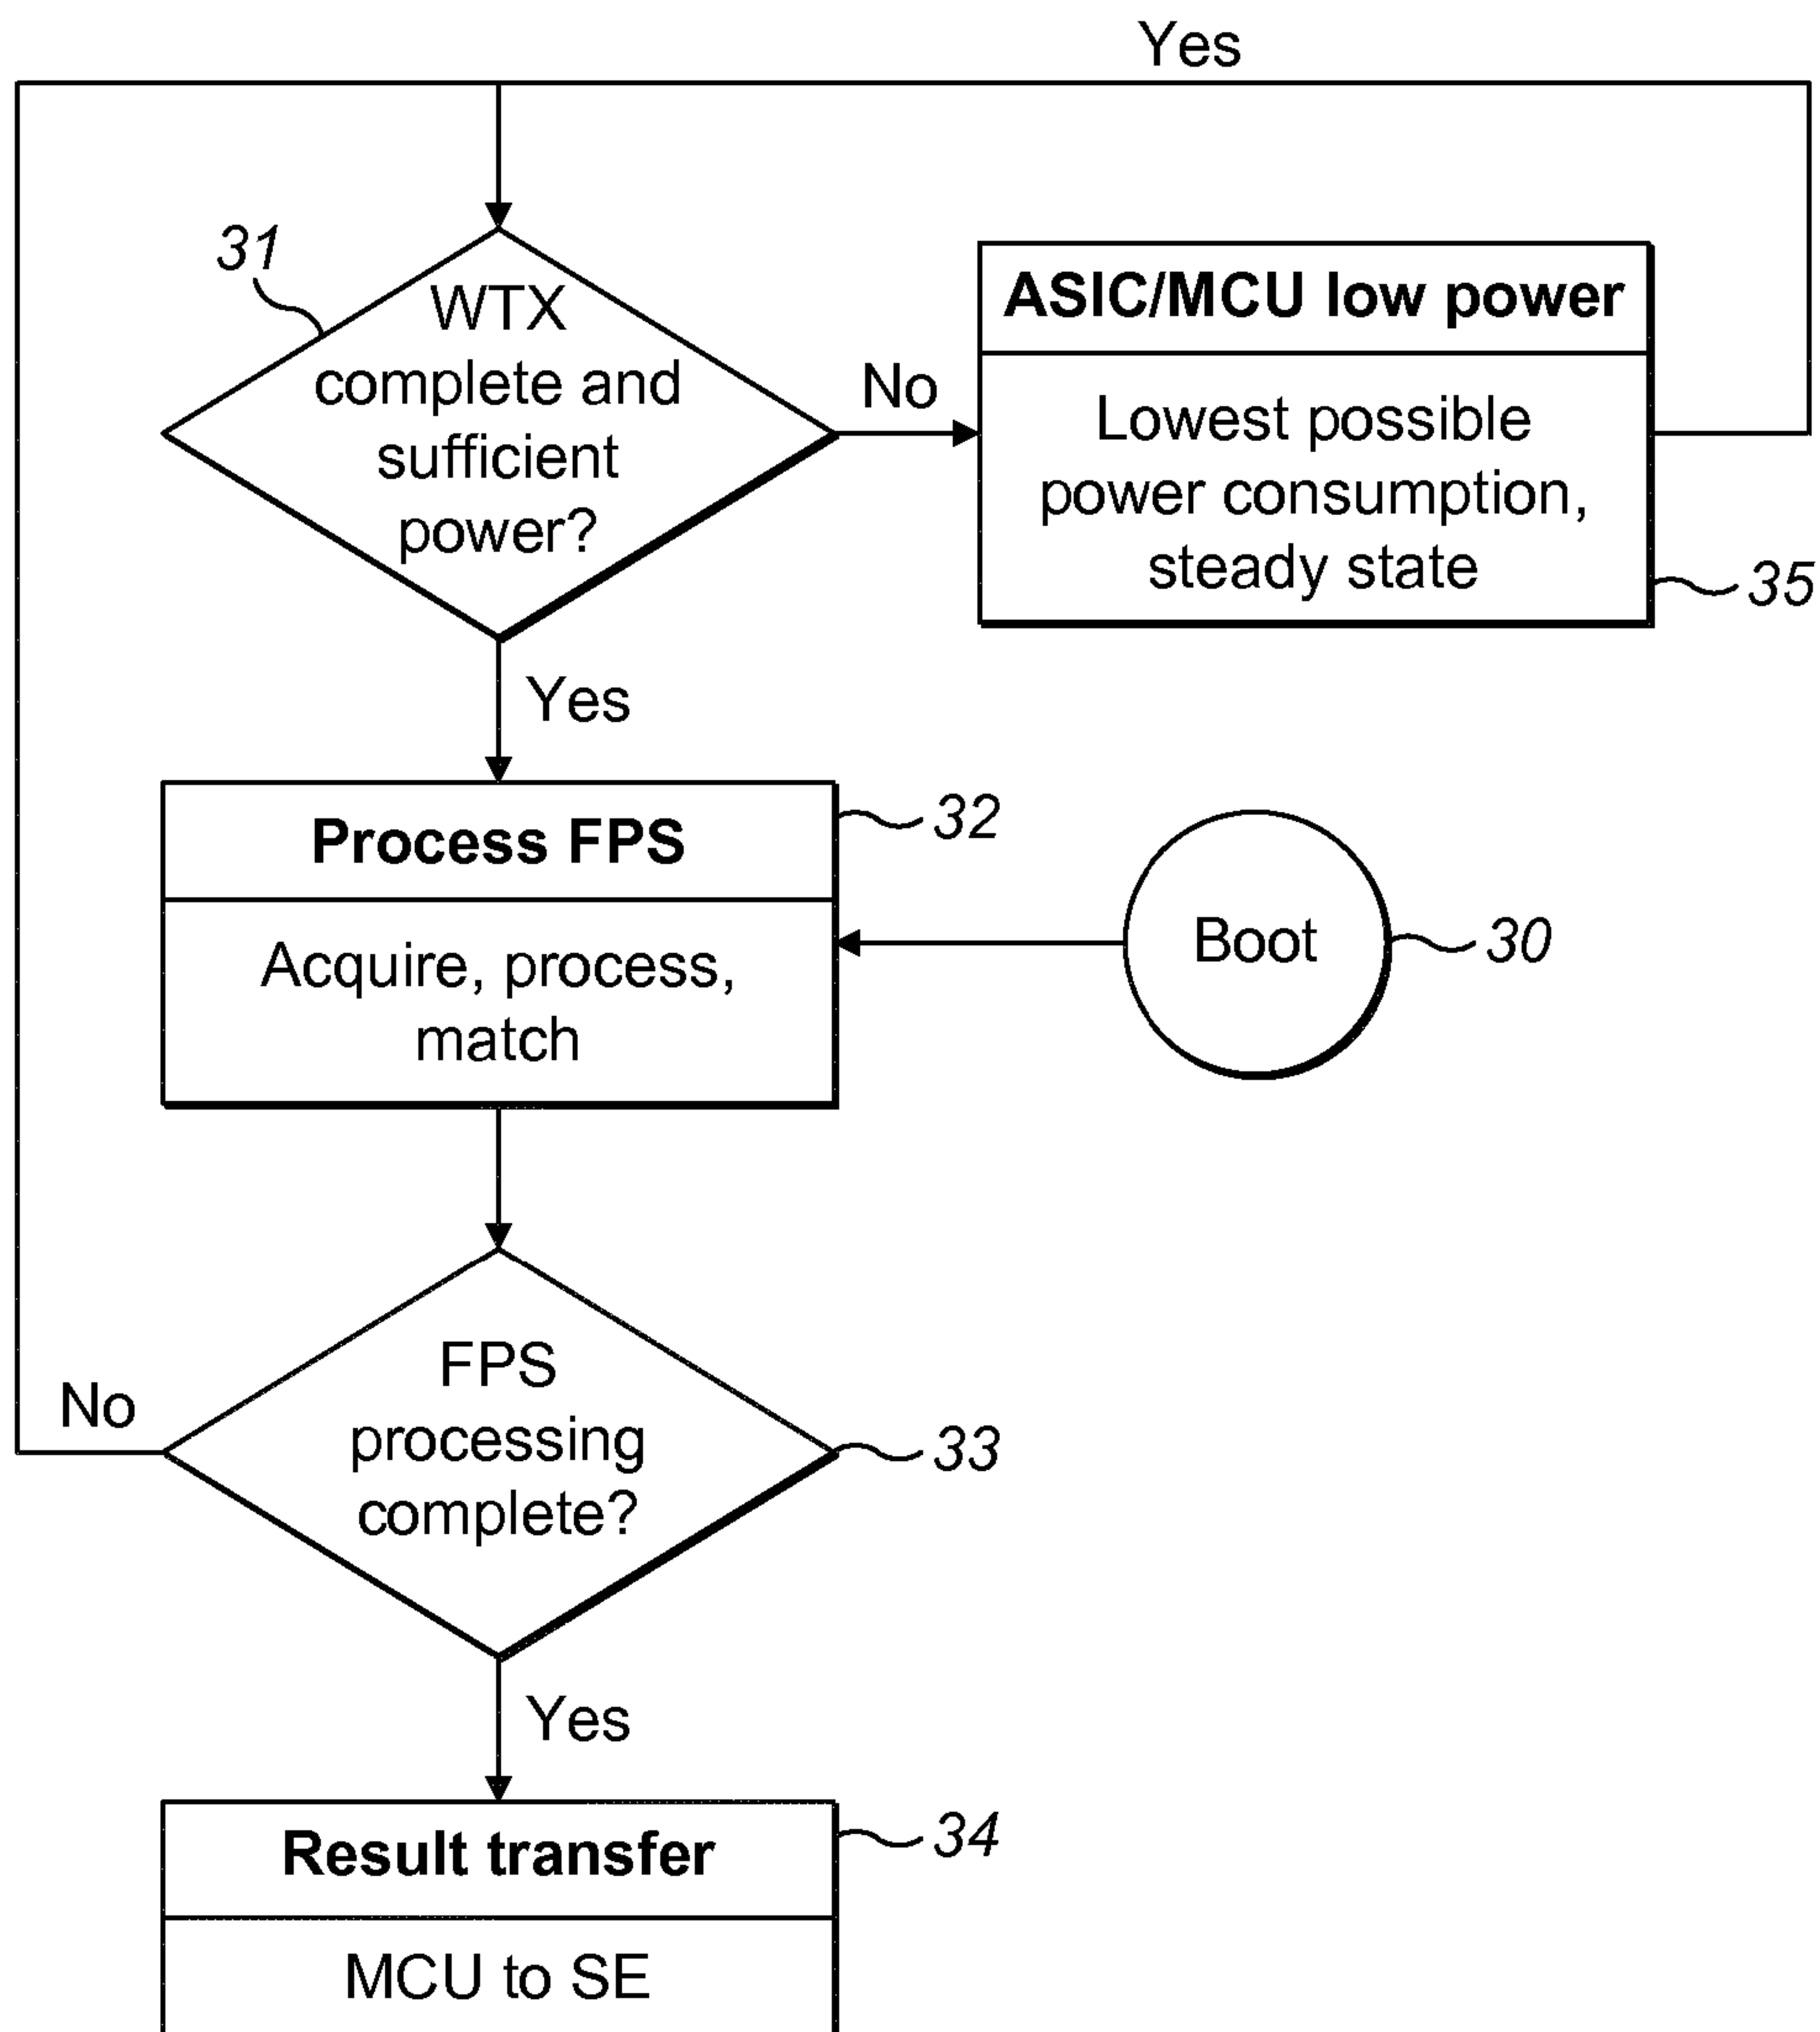 Yes
31
WTX
complete and
sufficient
power?
No
ASIC/MCU low power
Lowest possible
power consumption,
steady state
35
Yes
Process FPS
32
Acquire, process,
match
Boot
30
FPS
processing
complete?
No
33
Yes
Result transfer
34
MCU to SE